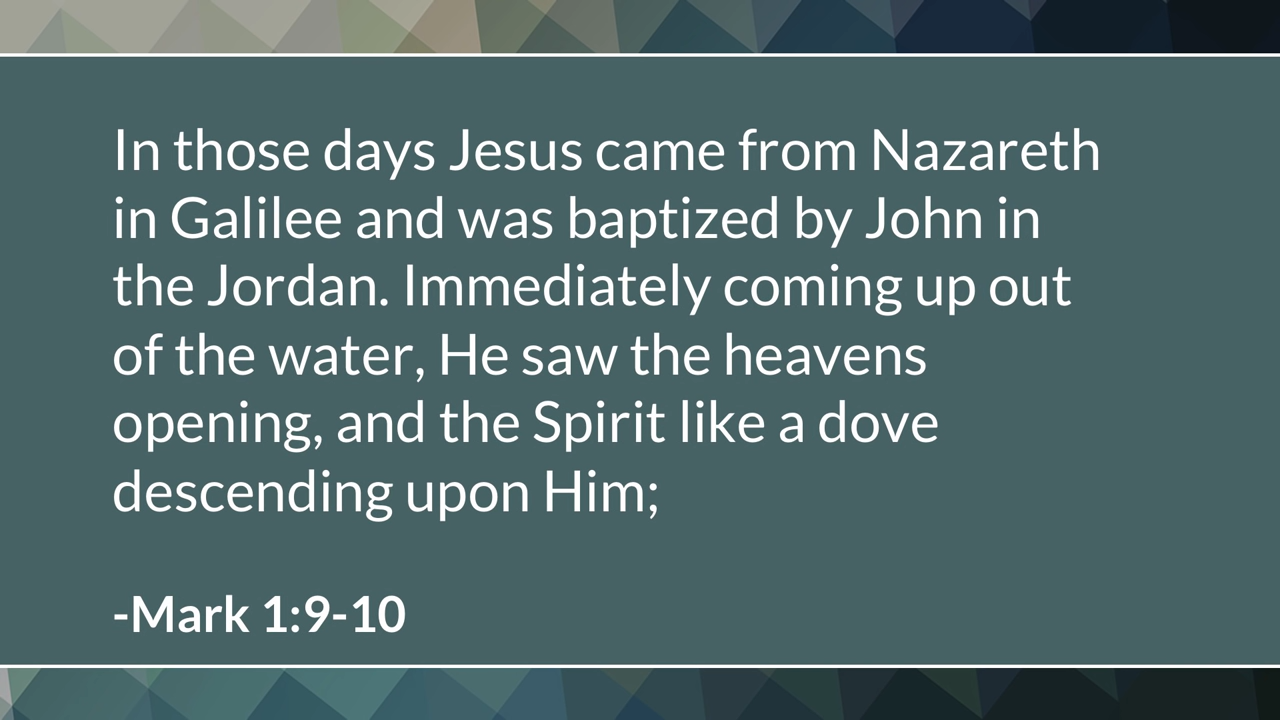 In those days Jesus came from Nazareth
in Galilee and was baptized by John in
the Jordan. Immediately coming up out
of the water, He saw the heavens
opening, and the Spirit like a dove
descending upon Him;
-Mark 1:9-10